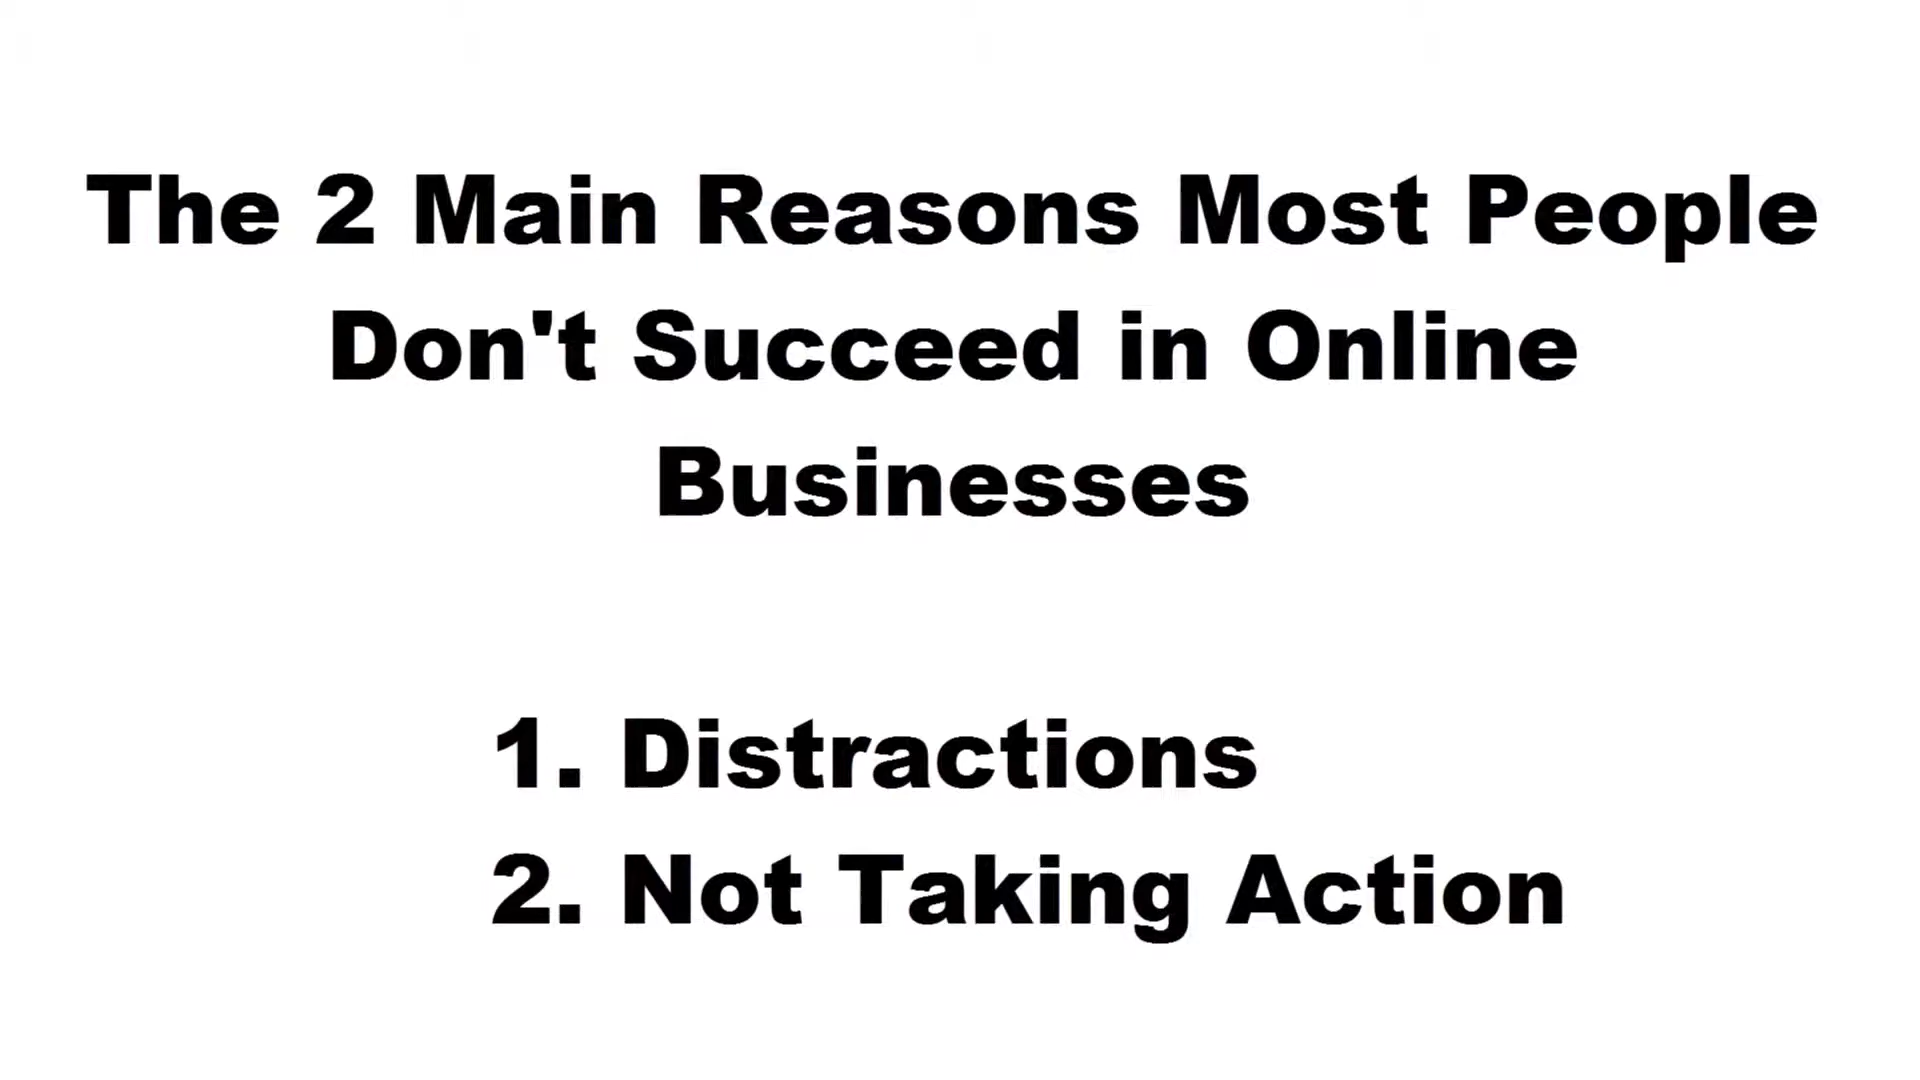 The 2 Main Reasons Most People
Don't Succeed in Online
Businesses
1. Distractions
2. Not Taking Action